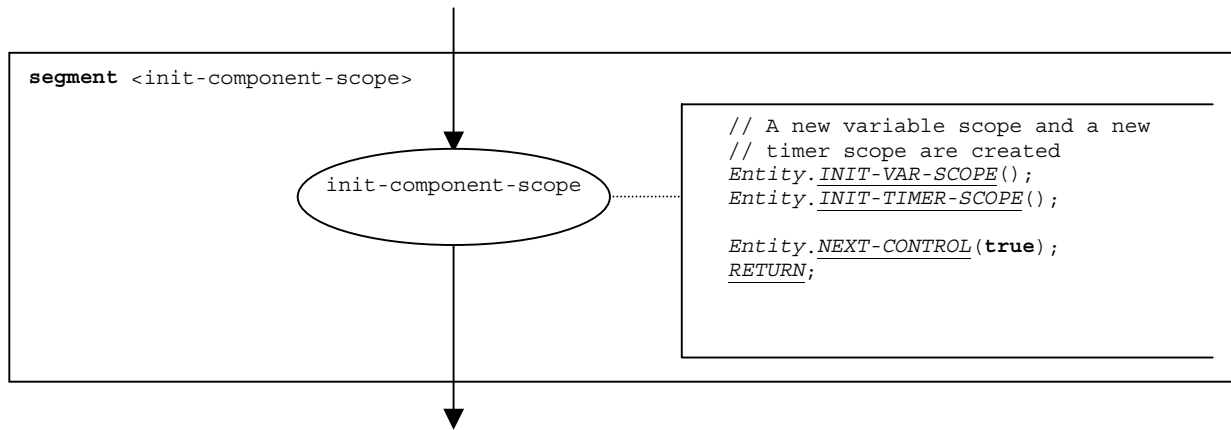 segment <init-component-scope>
init-component-scope
// A new variable scope and a new
// timer scope are created
Entity.INIT-VAR-SCOPE();
Entity.INIT-TIMER-SCOPE();
Entity.NEXT-CONTROL(true);
RETURN;